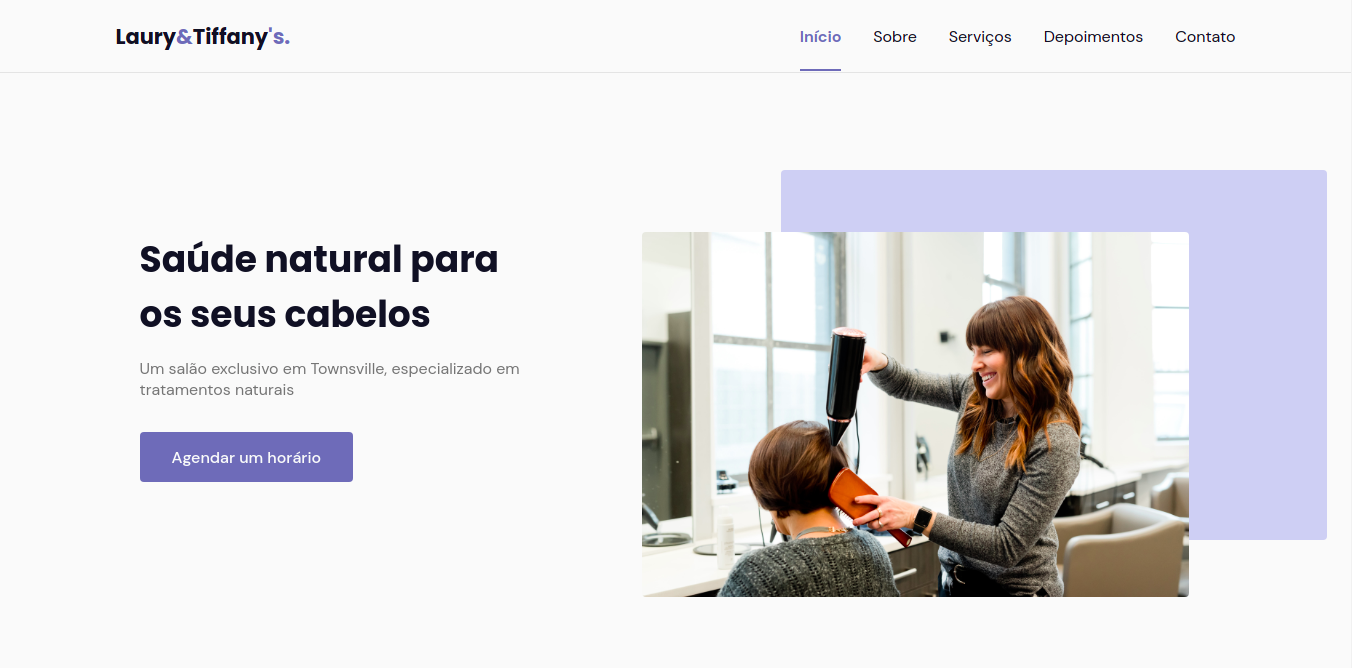 Laury&Tiffany's.
Início Sobre Serviços Depoimentos Contato
Saúde natural para
os seus cabelos
Um salão exclusivo em Townsville, especializado em
tratamentos naturais
Agendar um horário